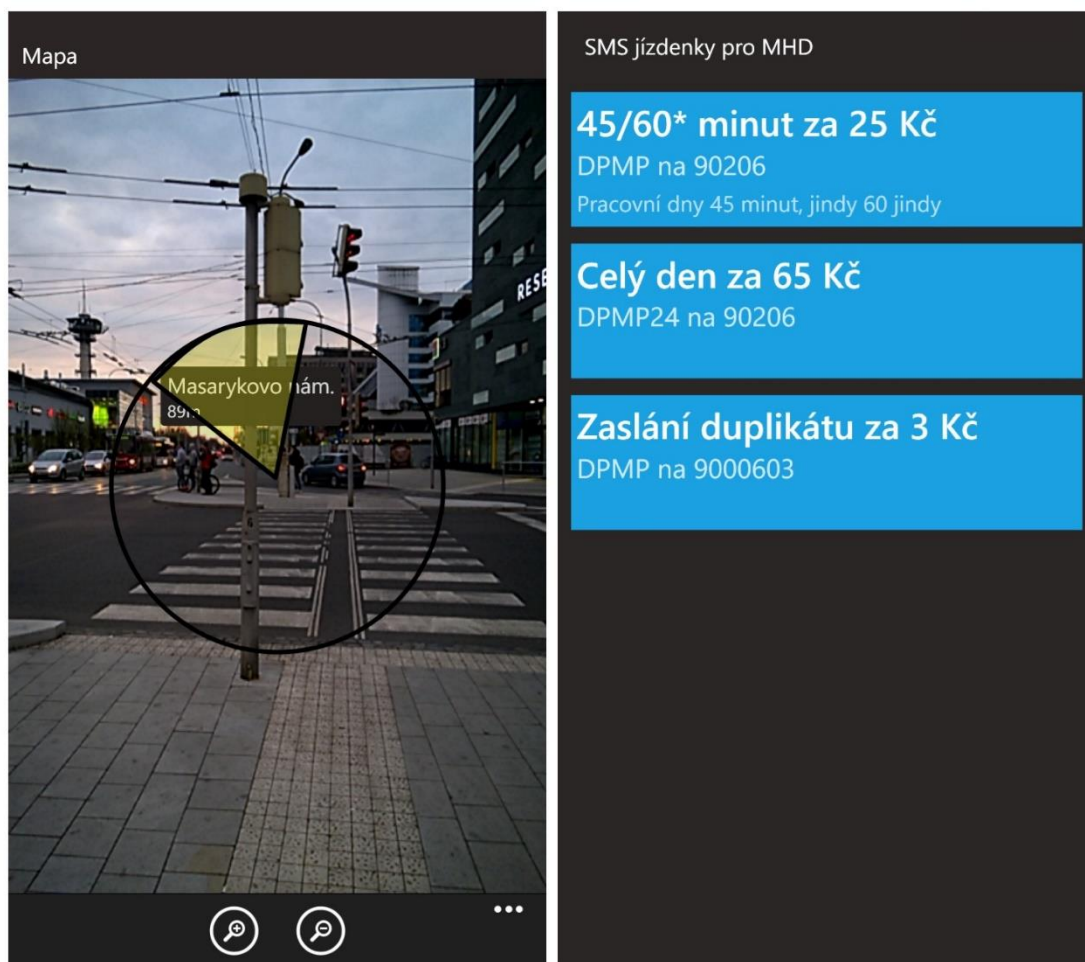 Mapa
RESE
Masarykovo nám.
89m
SMS jízdenky pro MHD
45/60* minut za 25 Kč
DPMP na 90206
Pracovní dny 45 minut, jindy 60 jindy
Celý den za 65 Kč
DPMP24 na 90206
Zaslání duplikátu za 3 Kč
DPMP na 9000603